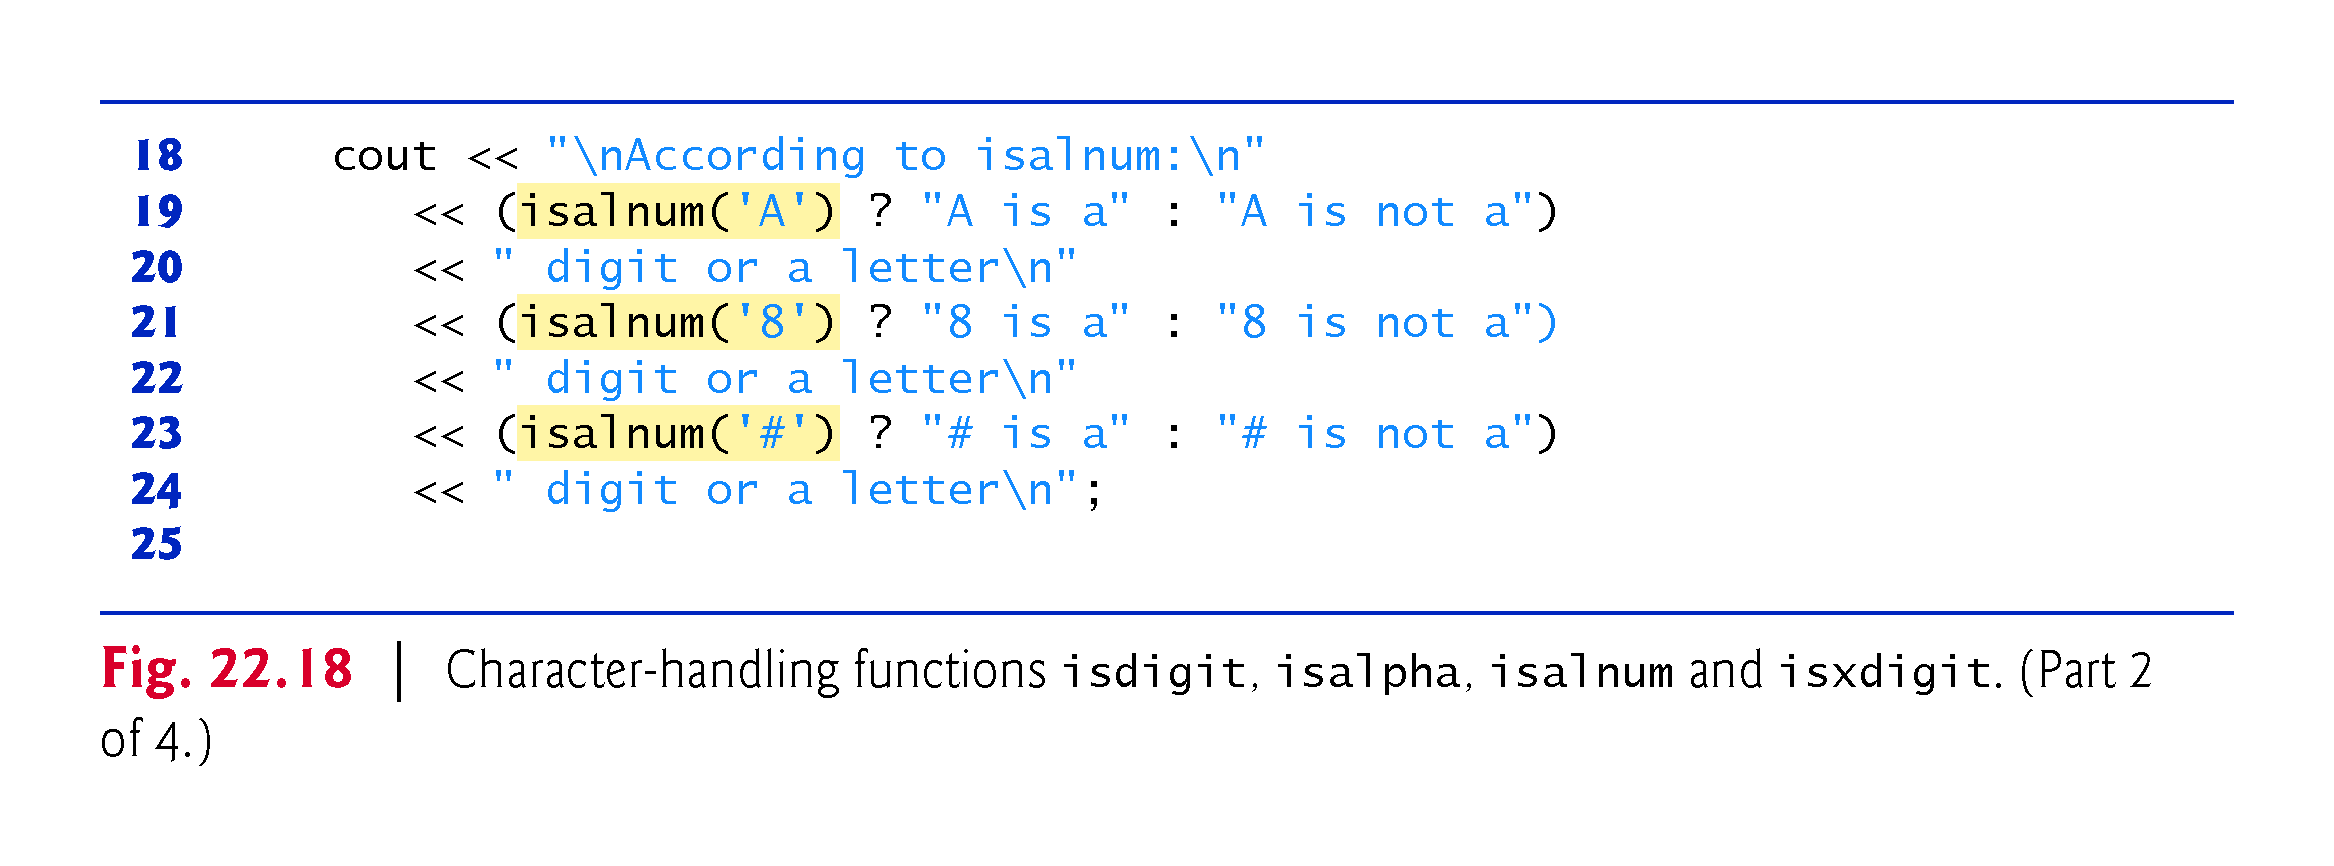 18 cout << "\nAccording to isalnum:\n"
19 << (isalnum('A') ? "A is a" : "A is not a")
20 << " digit or a letter\n"
21 << (isalnum('8') ? "8 is a" : "8 is not a")
22 << " digit or a letter\n"
23 << (isalnum('#') ? "# is a" : "# is not a")
24 << " digit or a letter\n";
25
Fig. 22.18 | Character-handling functions isdigit, isalpha, isalnum and isxdigit. (Part 2
of 4.)